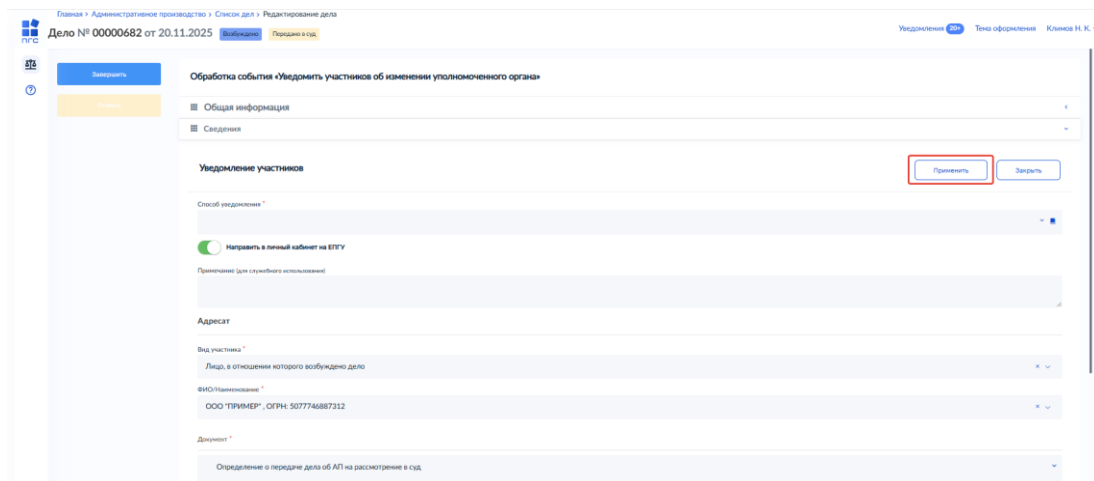 Главная > Административное производство > Список дел > Редактирование дела
Дело № 00000682 от 20.11.2025 Возбуждено Передано в суд
Уведомления 20+ Тема оформления Климов Н. К.
ПГС
Завершить
Обработка события «Уведомить участников об изменении уполномоченного органа»
Общая информация
Сведения
Уведомление участников
Применить
Закрыть
Способ уведомления *
Направить в личный кабинет на ЕПГУ
Примечание (для служебного использования)
Адресат
Вид участника *
Лицо, в отношении которого возбуждено дело
ФИО/Наименование *
ООО "ПРИМЕР" , ОГРН: 5077746887312
Документ *
Определение о передаче дела об АП на рассмотрение в суд